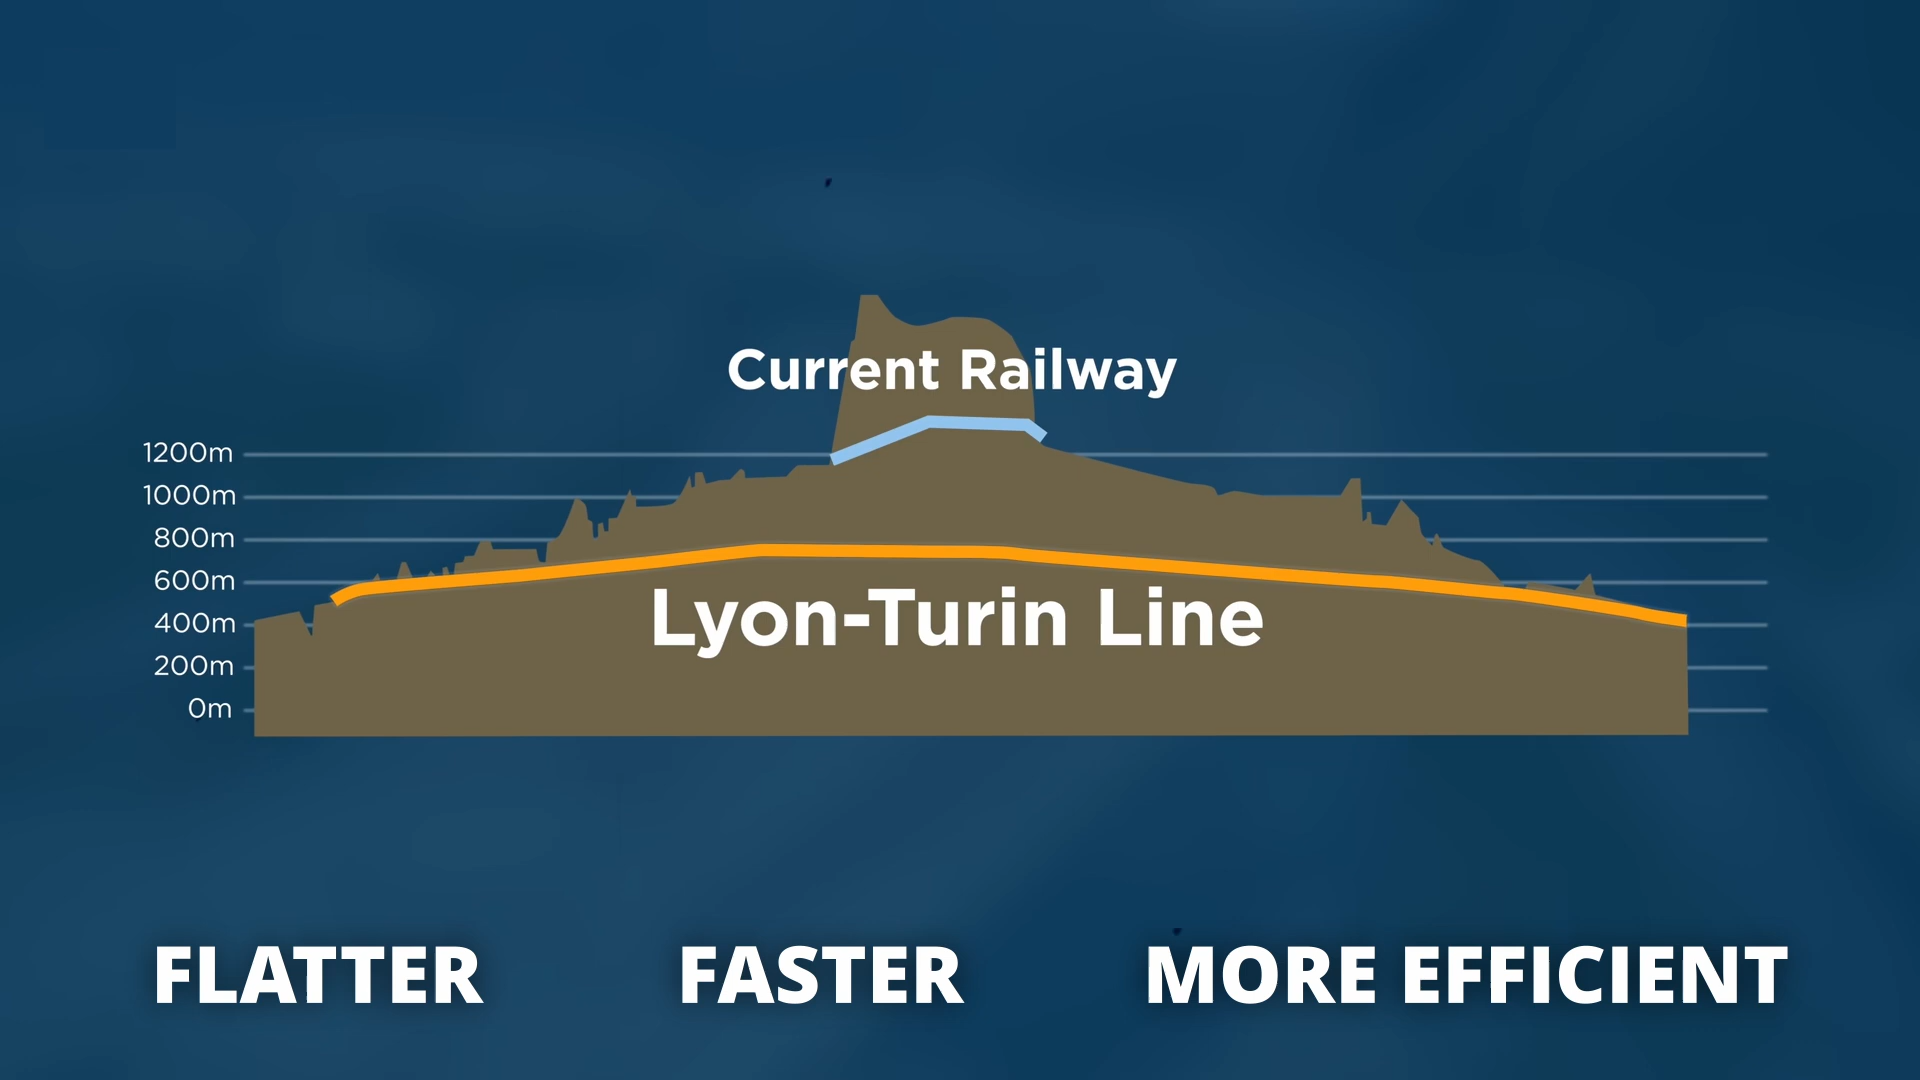 Current Railway
1200m
1000m
800m
600m
400m
200m
0m
Lyon-Turin Line
FLATTER FASTER MORE EFFICIENT